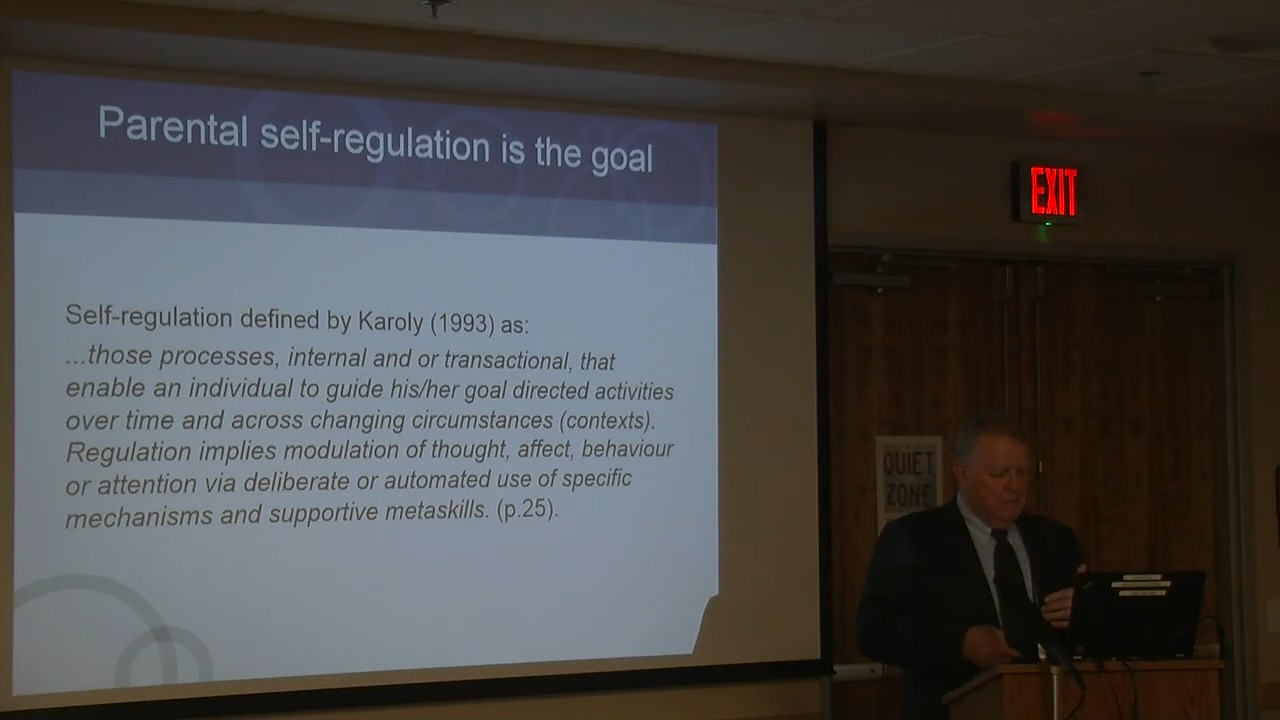 Parental self-regulation is the goal
Self-regulation defined by Karoly (1993) as:
...those processes, internal and or transactional, that
enable an individual to guide his/her goal directed activities
over time and across changing circumstances (contexts).
Regulation implies modulation of thought, affect, behaviour
or attention via deliberate or automated use of specific
mechanisms and supportive metaskills. (p.25).
EXIT
QUIET
ZONE